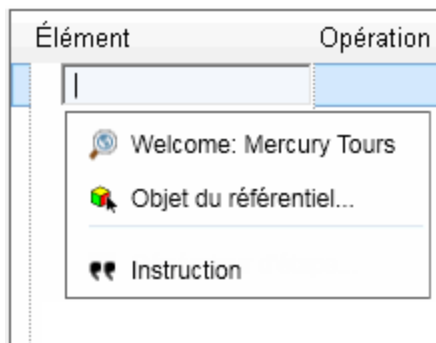 Élément Opération
Welcome: Mercury Tours
Objet du référentiel...
Instruction